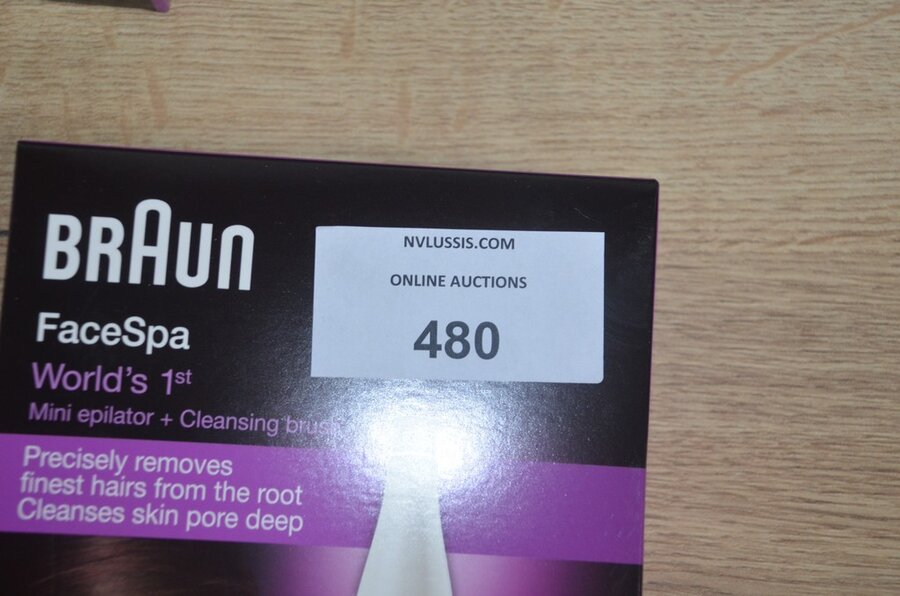 BRAUN
FaceSpa
World's 1st
Mini epilator + Cleansing brush
Precisely removes
finest hairs from the root
Cleanses skin pore deep
NVLUSSIS.COM
ONLINE AUCTIONS
480